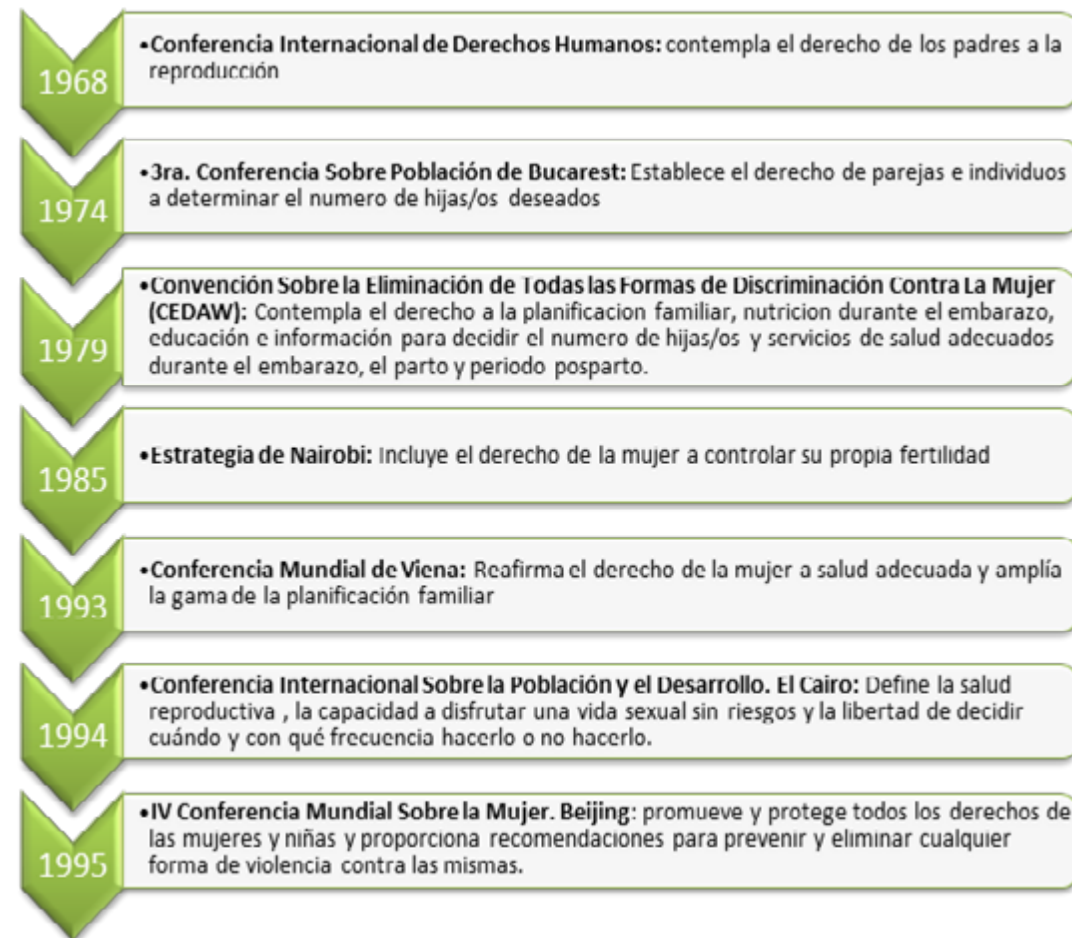 1968
•Conferencia Internacional de Derechos Humanos: contempla el derecho de los padres a la
reproducción
1974
•3ra. Conferencia Sobre Población de Bucarest: Establece el derecho de parejas e individuos
a determinar el numero de hijas/os deseados
1979
•Convención Sobre la Eliminación de Todas las Formas de Discriminación Contra La Mujer
(CEDAW): Contempla el derecho a la planificacion familiar, nutricion durante el embarazo,
educación e información para decidir el numero de hijas/os y servicios de salud adecuados
durante el embarazo, el parto y periodo posparto.
1985
•Estrategia de Nairobi: Incluye el derecho de la mujer a controlar su propia fertilidad
1993
•Conferencia Mundial de Viena: Reafirma el derecho de la mujer a salud adecuada y amplía
la gama de la planificación familiar
1994
•Conferencia Internacional Sobre la Población y el Desarrollo. El Cairo: Define la salud
reproductiva , la capacidad a disfrutar una vida sexual sin riesgos y la libertad de decidir
cuándo y con qué frecuencia hacerlo o no hacerlo.
1995
•IV Conferencia Mundial Sobre la Mujer. Beijing: promueve y protege todos los derechos de
las mujeres y niñas y proporciona recomendaciones para prevenir y eliminar cualquier
forma de violencia contra las mismas.